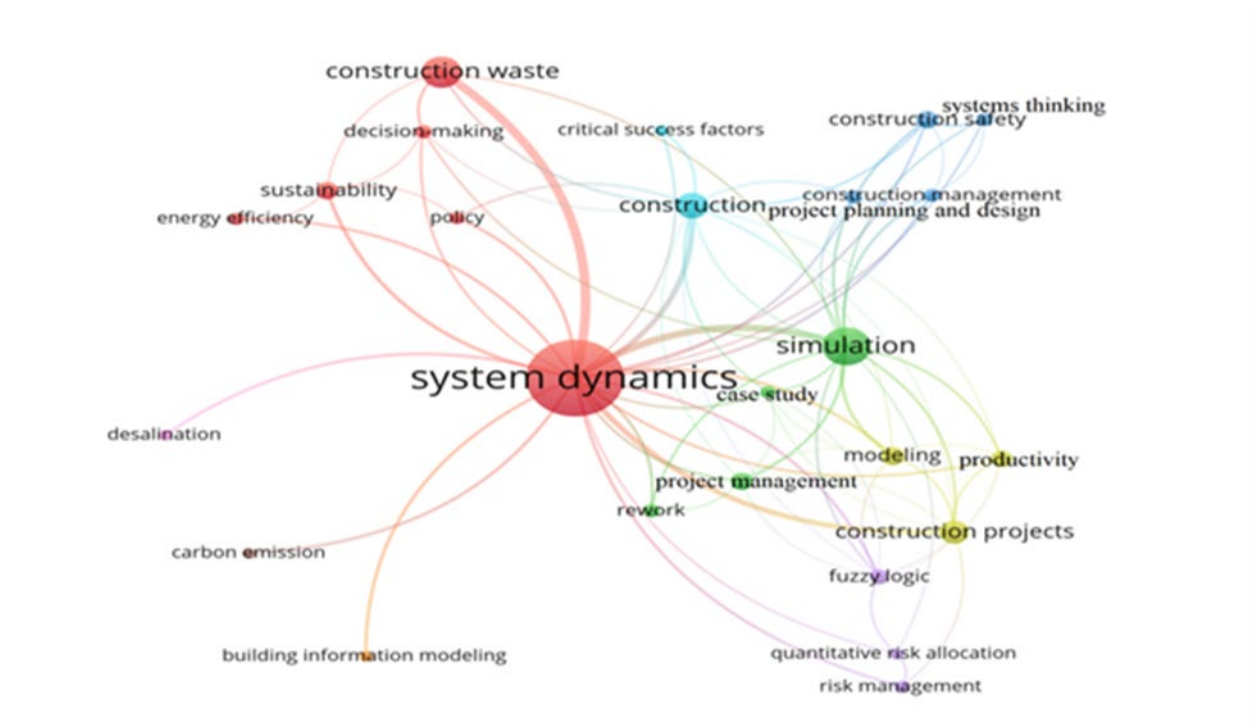 construction waste
systems thinking
construction safety
decision-making
critical success factors
sustainability
construction management
energy efficiency
policy
construction
project planning and design
simulation
system dynamics
case study
desalination
modeling
productivity
project management
rework
construction projects
carbon emission
fuzzy logic
building information modeling
quantitative risk allocation
risk management